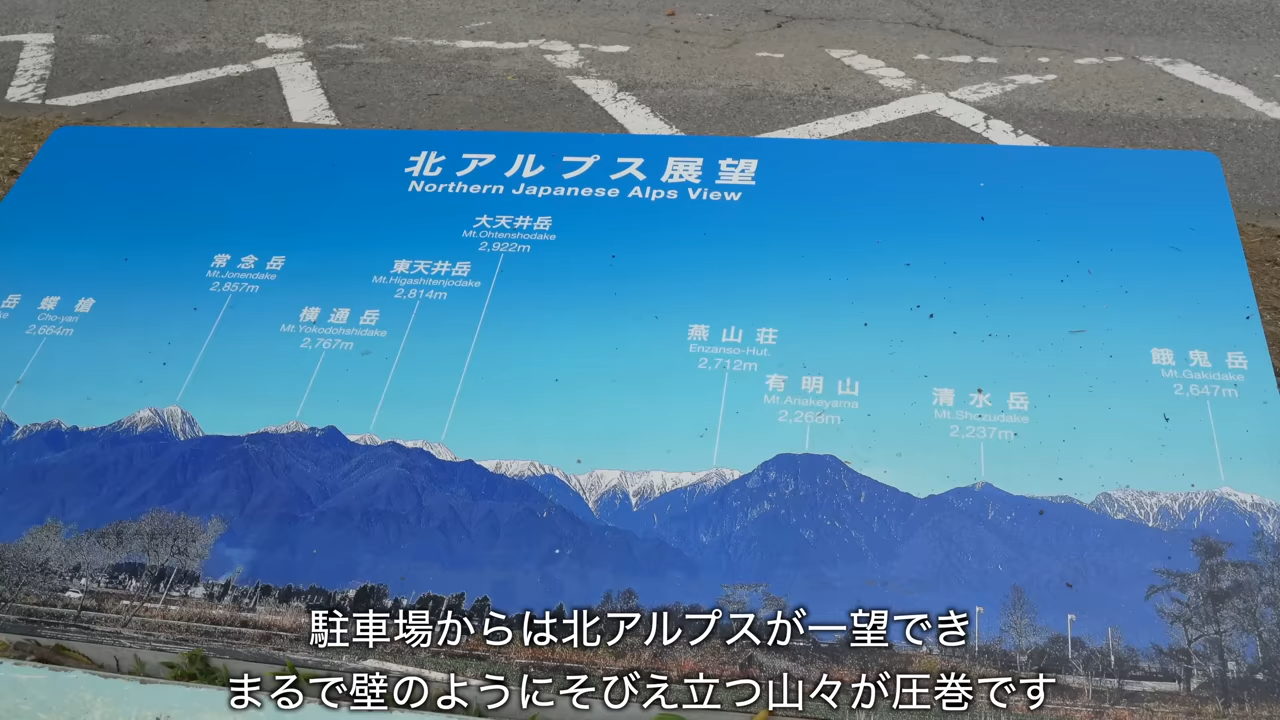 北アルプス展望
Northern Japanese Alps View
大天井岳
Mt.Ohtenshodake
2,922m
常念岳
Mt.Jonendake
2,857m
東天井岳
Mt.Higashitenjodake
2,814m
岳
蝶槍
Cho-yari
2,664m
横通岳
Mt.Yokodohshidake
2,767m
燕山荘
Enzanso-Hut.
2,712m
有明山
Mt.Anakeyama
2,268m
清水岳
Mt.Shozudake
2,237m
餓鬼岳
Mt.Gakidake
2,647m
駐車場からは北アルプスが一望でき
まるで壁のようにそびえ立つ山々が圧巻です